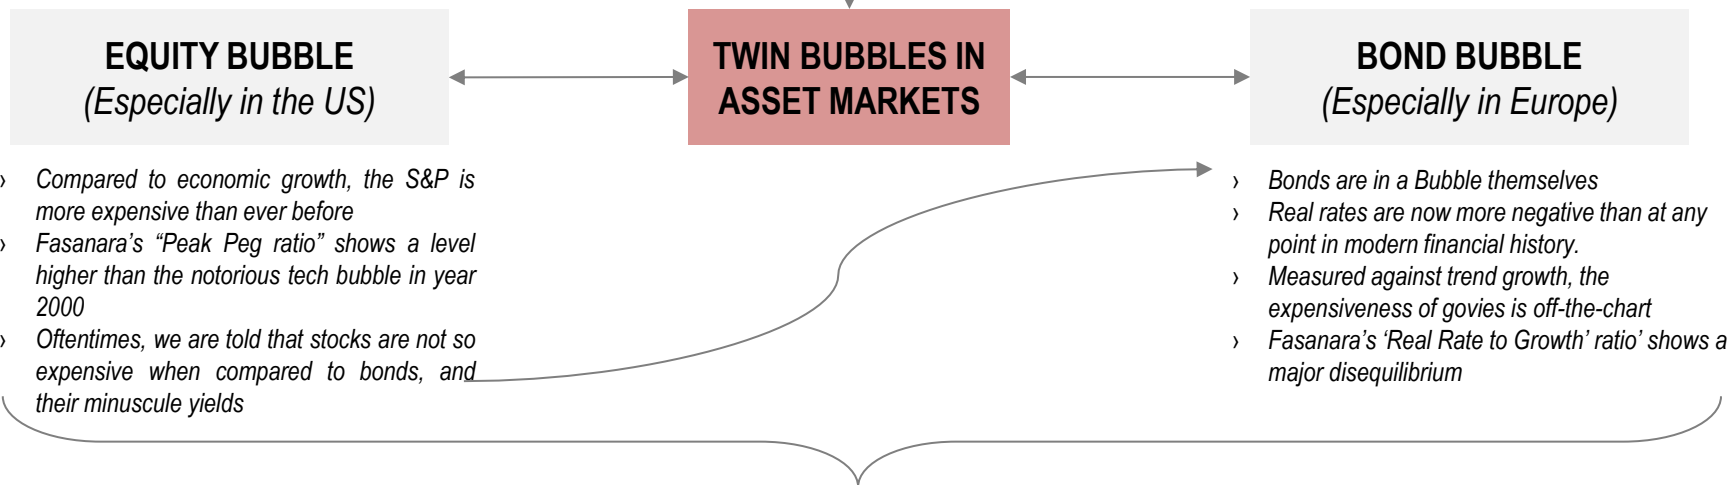 EQUITY BUBBLE
(Especially in the US)
TWIN BUBBLES IN
ASSET MARKETS
BOND BUBBLE
(Especially in Europe)
› Compared to economic growth, the S&P is
more expensive than ever before
› Fasanara’s “Peak Peg ratio” shows a level
higher than the notorious tech bubble in year
2000
› Oftentimes, we are told that stocks are not so
expensive when compared to bonds, and
their minuscule yields
› Bonds are in a Bubble themselves
› Real rates are now more negative than at any
point in modern financial history.
› Measured against trend growth, the
expensiveness of govies is off-the-chart
› Fasanara’s ‘Real Rate to Growth’ ratio’ shows a
major disequilibrium